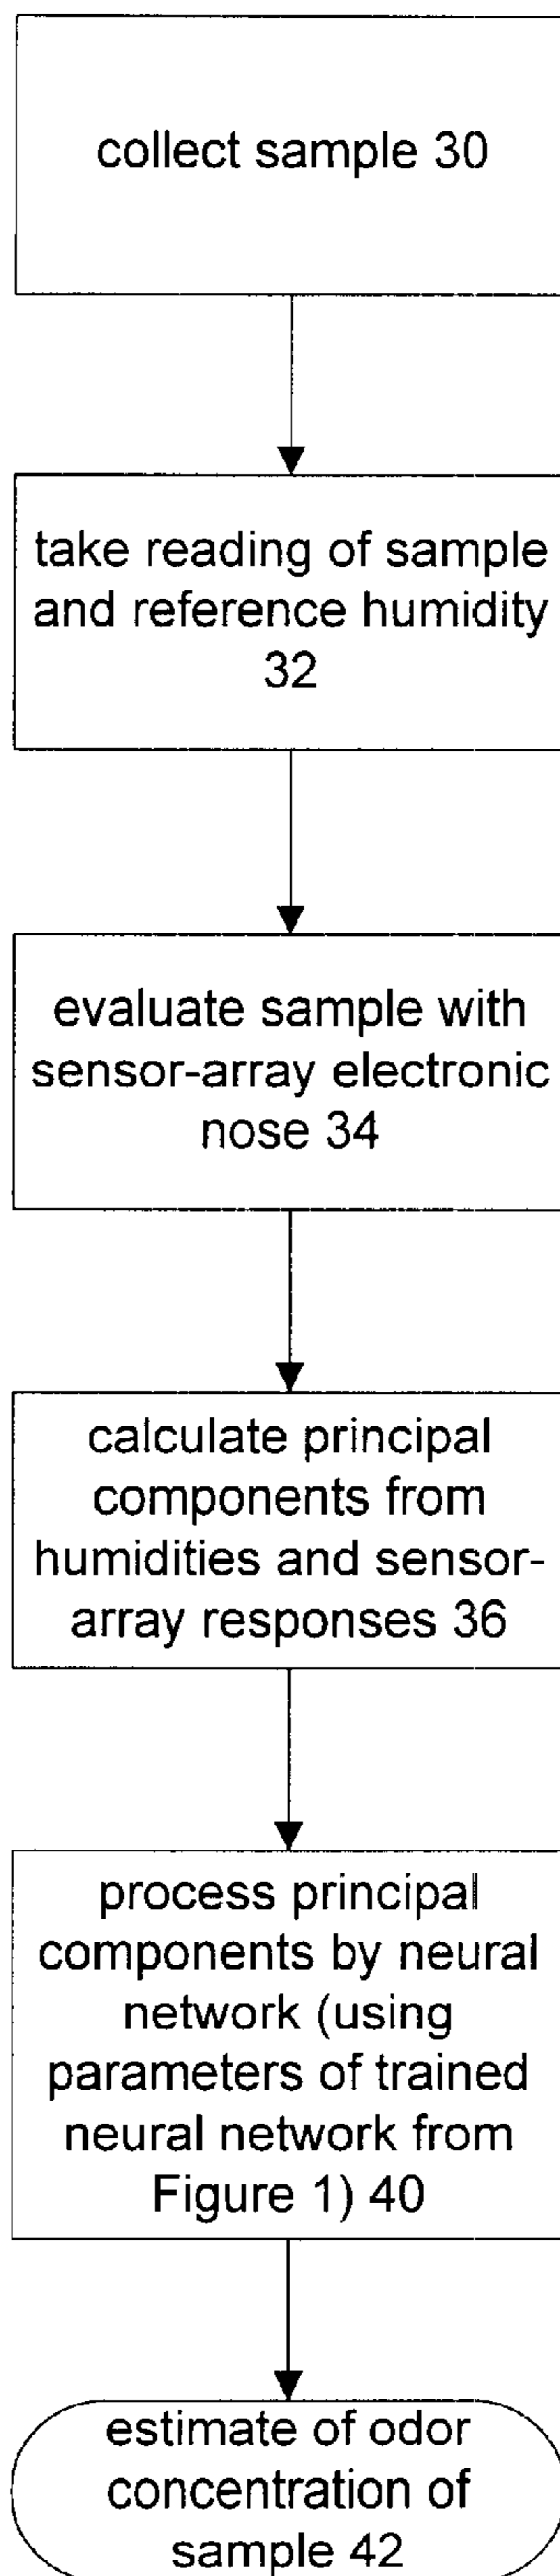 collect sample 30
take reading of sample
and reference humidity
32
evaluate sample with
sensor-array electronic
nose 34
calculate principal
components from
humidities and sensor-
array responses 36
process principal
components by neural
network (using
parameters of trained
neural network from
Figure 1) 40
estimate of odor
concentration of
sample 42